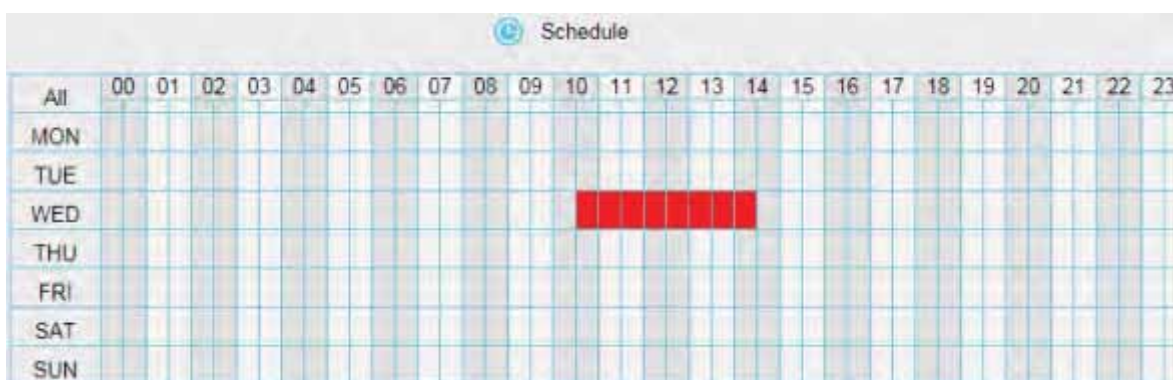 Schedule
All 00 01 02 03 04 05 06 07 08 09 10 11 12 13 14 15 16 17 18 19 20 21 22 23
MON
TUE
WED
THU
FRI
SAT
SUN